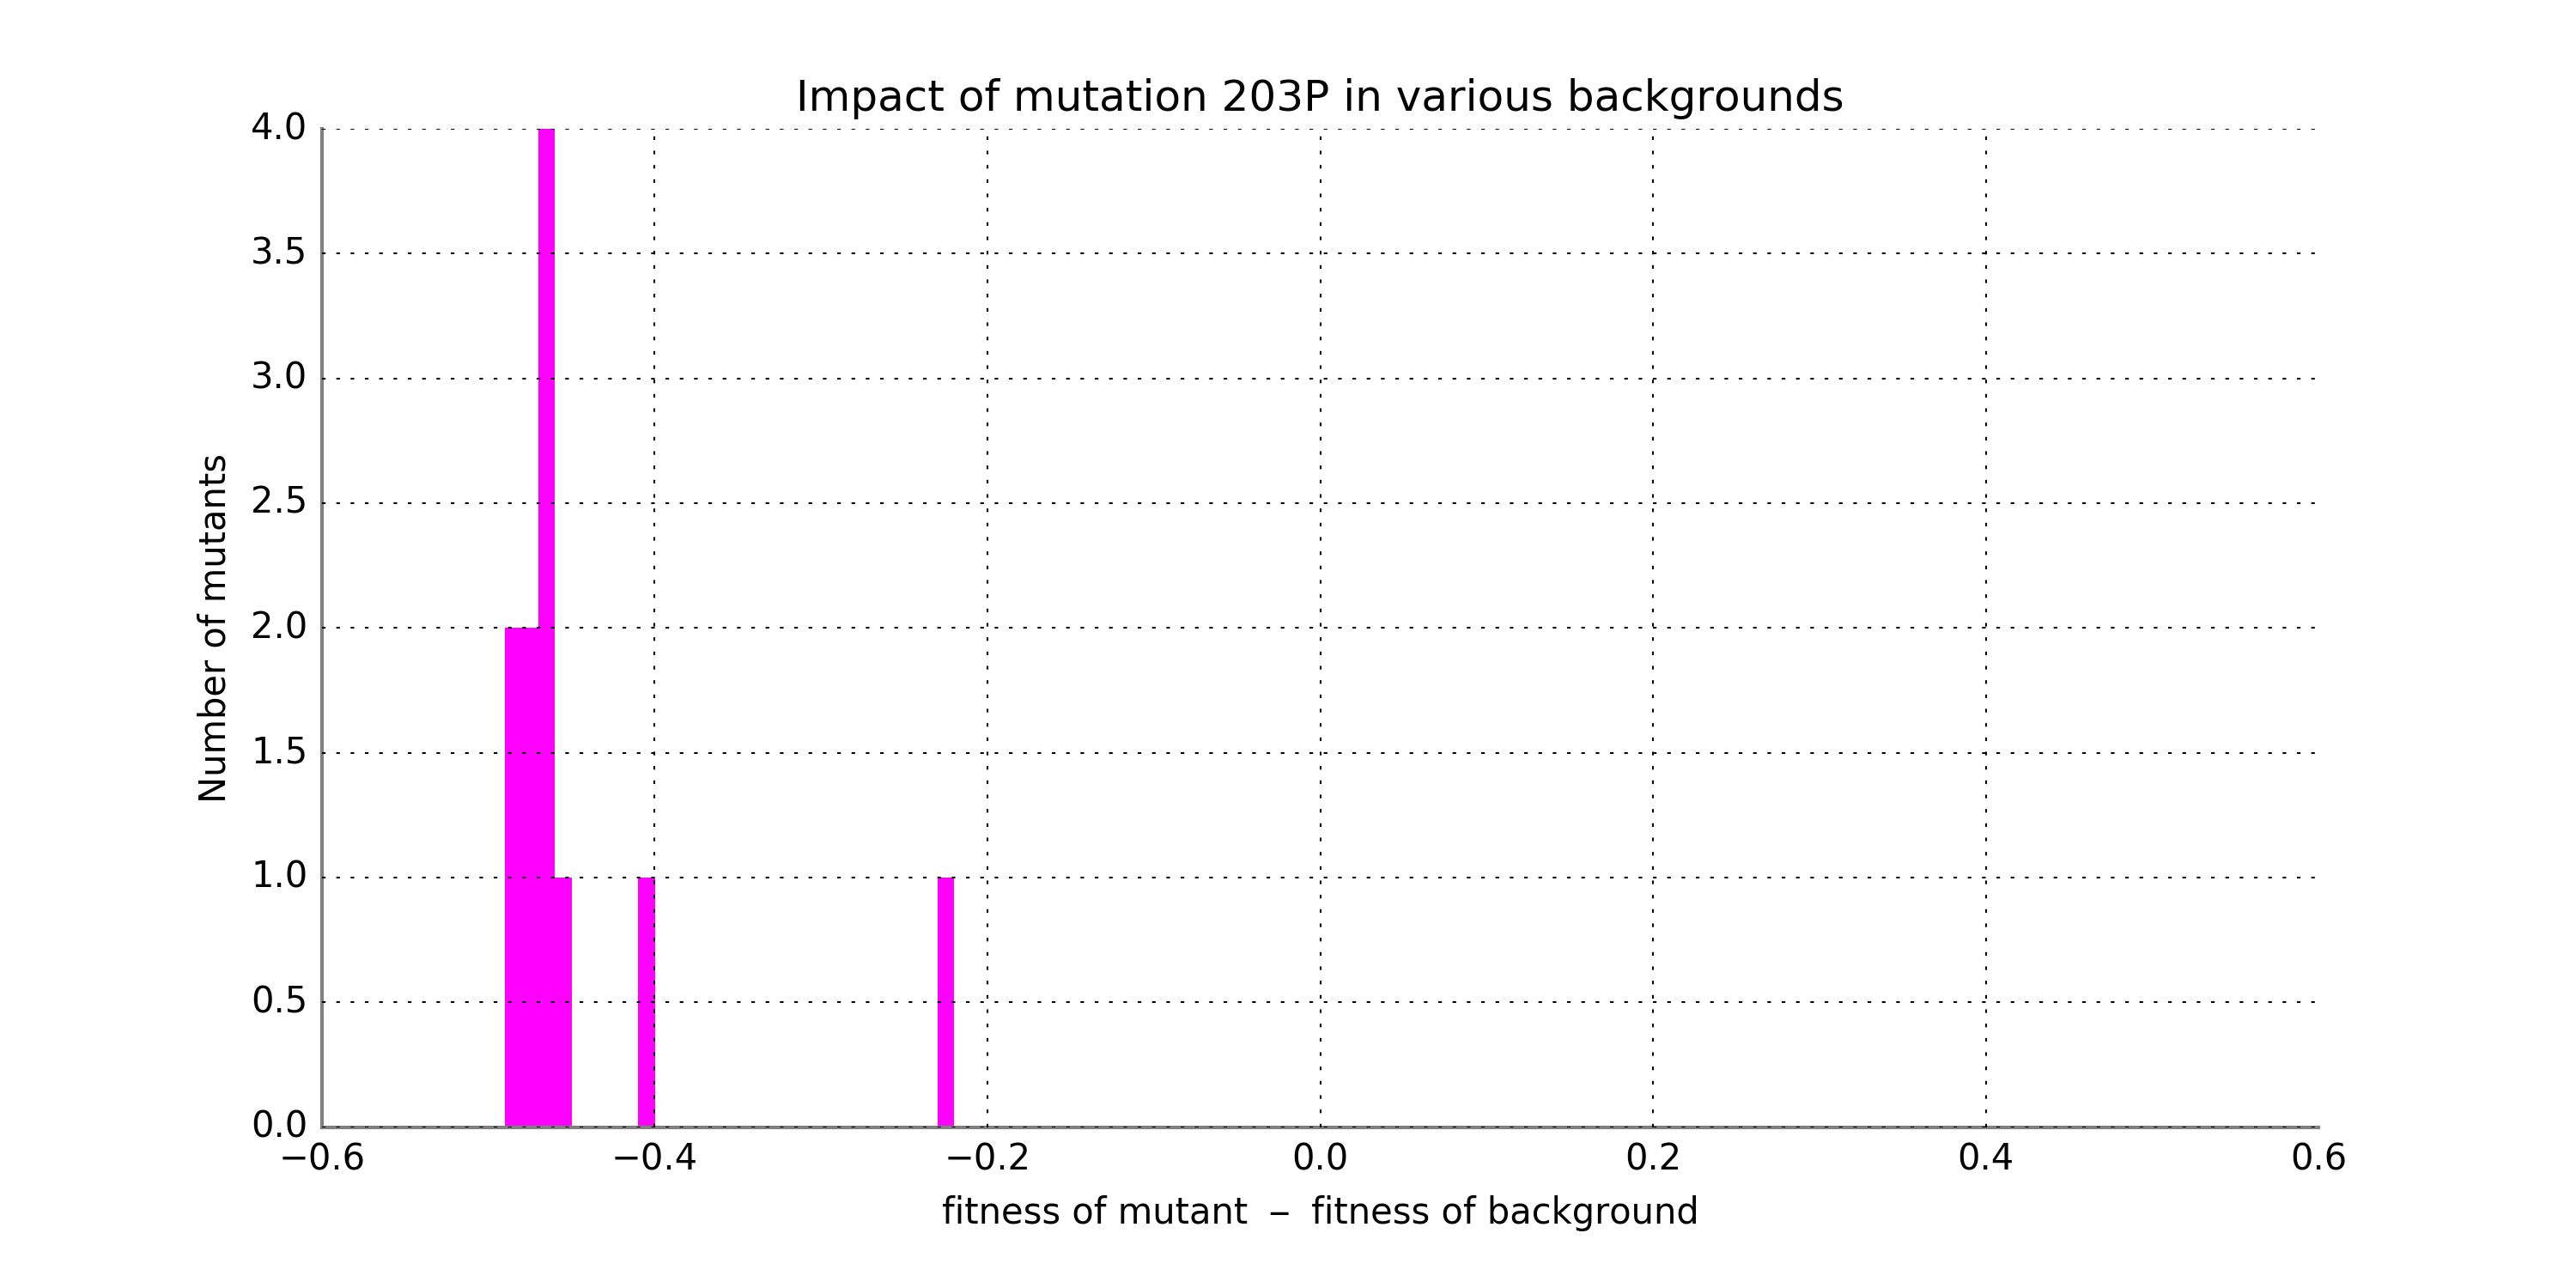 Impact of mutation 203P in various backgrounds
4.0
3.5
3.0
2.5
2.0
1.5
1.0
0.5
0.0
Number of mutants
−0.6 −0.4 −0.2 0.0 0.2 0.4 0.6
fitness of mutant − fitness of background